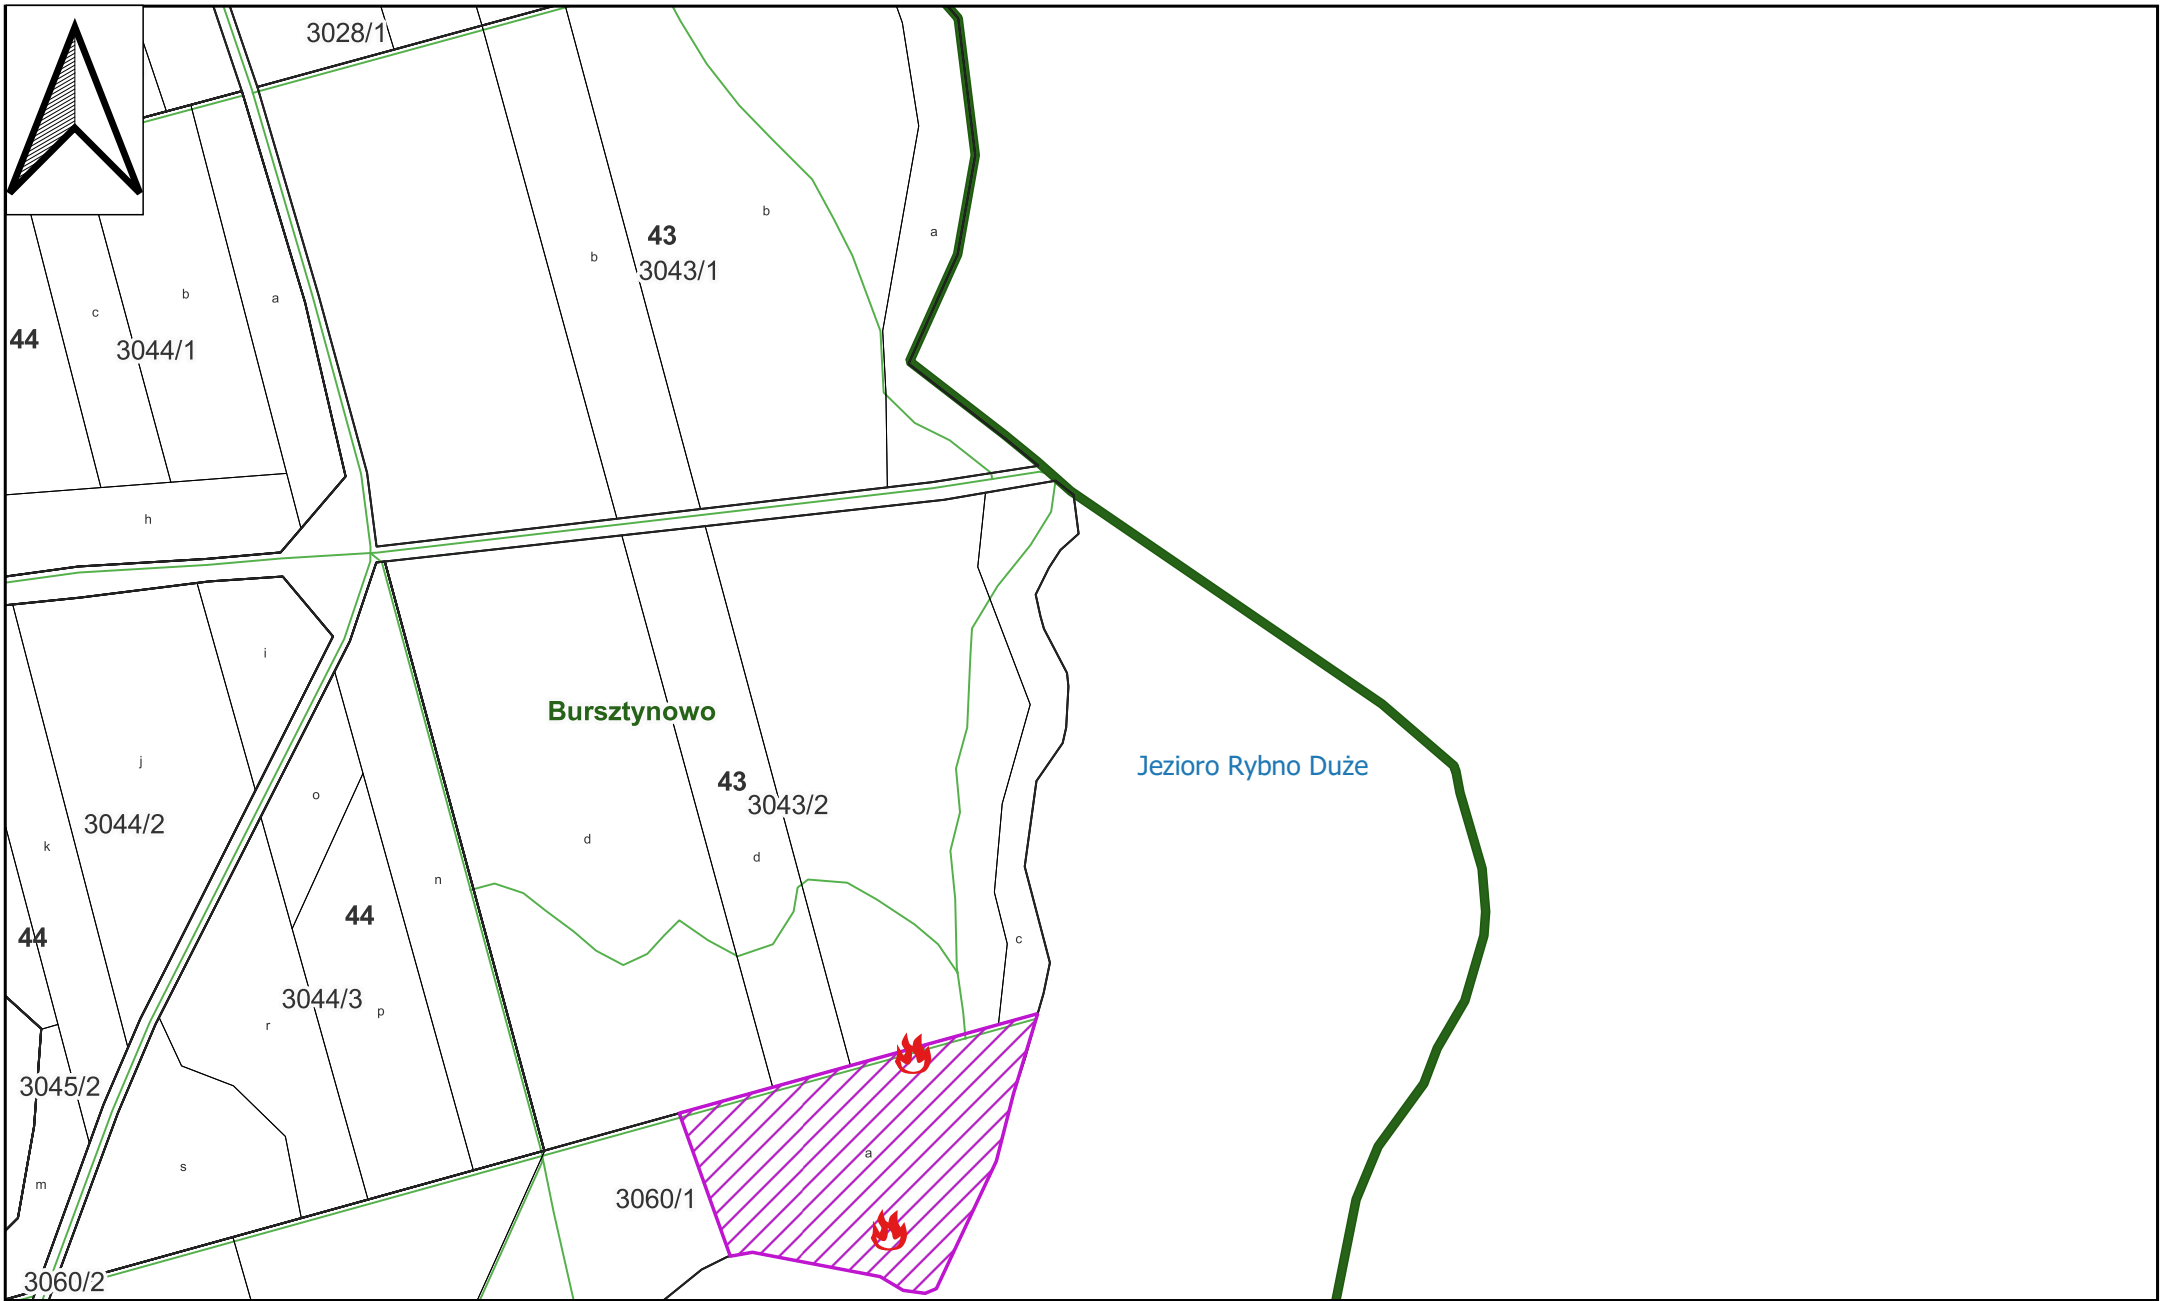 3028/1
b
a
43
3043/1
b
b
a
c
44
3044/1
h
i
Bursztynowo
j
Jezioro Rybno Duże
43
3043/2
o
3044/2
d
k
d
n
44
44
c
3044/3
p
r
3045/2
a
s
m
3060/1
3060/2